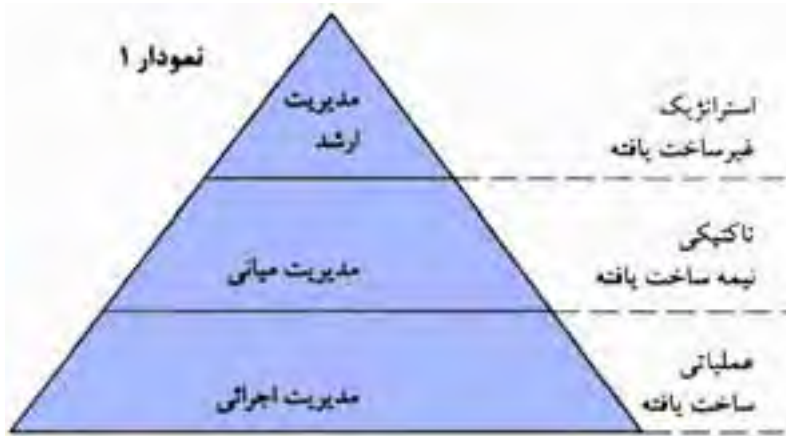 نمودار ۱
مدیریت
ارشد
استراتژیک
غیرساخت یافته
مدیریت میانی
تاکتیکی
نیمه ساخت یافته
مدیریت اجرائی
عملیاتی
ساخت یافته